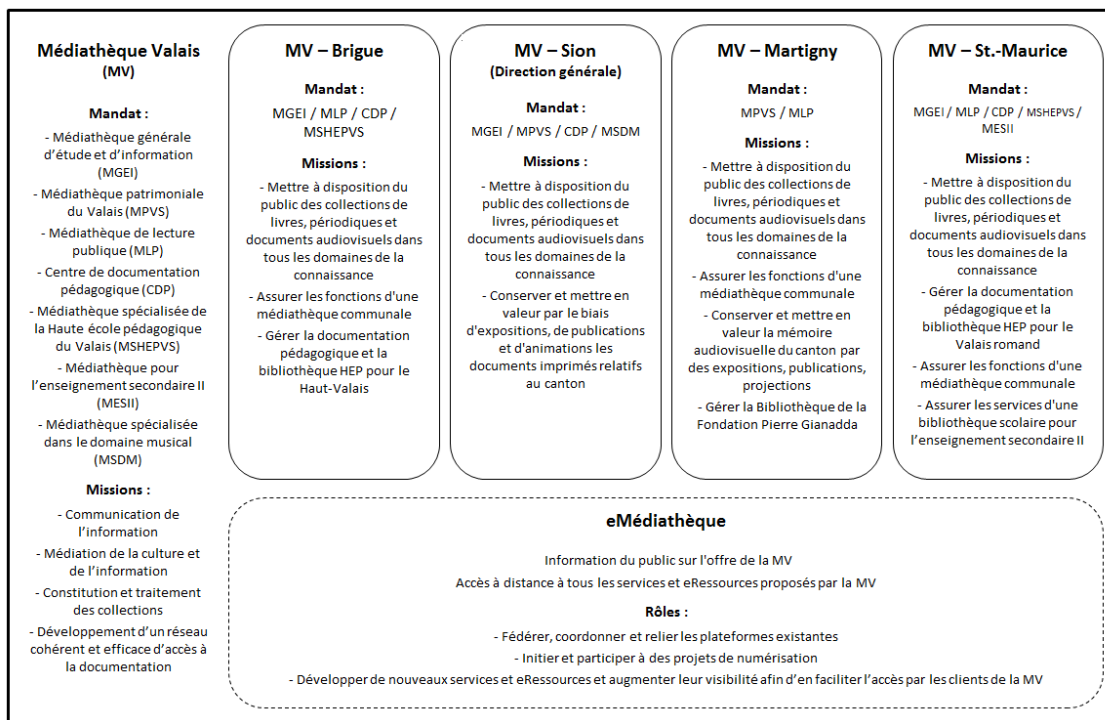 Médiathèque Valais
(MV)
Mandat :
- Médiathèque générale
d’étude et d’information
(MGEI)
- Médiathèque patrimoniale
du Valais (MPVS)
- Médiathèque de lecture
publique (MLP)
- Centre de documentation
pédagogique (CDP)
- Médiathèque spécialisée de
la Haute école pédagogique
du Valais (MSHEPVS)
- Médiathèque pour
l’enseignement secondaire II
(MESII)
- Médiathèque spécialisée
dans le domaine musical
(MSDM)
Missions :
- Communication de
l’information
- Médiation de la culture et
de l’information
- Constitution et traitement
des collections
- Développement d’un réseau
cohérent et efficace d’accès à
la documentation
MV – Brigue
Mandat :
MGEI / MLP / CDP /
MSHEPVS
Missions :
- Mettre à disposition du
public des collections de
livres, périodiques et
documents audiovisuels dans
tous les domaines de la
connaissance
- Assurer les fonctions d'une
médiathèque communale
- Gérer la documentation
pédagogique et la
bibliothèque HEP pour le
Haut-Valais
MV – Sion
(Direction générale)
Mandat :
MGEI / MPVS / CDP / MSDM
Missions :
- Mettre à disposition du
public des collections de
livres, périodiques et
documents audiovisuels dans
tous les domaines de la
connaissance
- Conserver et mettre en
valeur par le biais
d'expositions, de publications
et d'animations les
documents imprimés relatifs
au canton
MV – Martigny
Mandat :
MPVS / MLP
Missions :
- Mettre à disposition du
public des collections de
livres, périodiques et
documents audiovisuels dans
tous les domaines de la
connaissance
- Assurer les fonctions d'une
médiathèque communale
- Conserver et mettre en
valeur la mémoire
audiovisuelle du canton par
des expositions, publications,
projections
- Gérer la Bibliothèque de la
Fondation Pierre Gianadda
MV – St.-Maurice
Mandat :
MGEI / MLP / CDP / MSHEPVS /
MESII
Missions :
- Mettre à disposition du
public des collections de
livres, périodiques et
documents audiovisuels dans
tous les domaines de la
connaissance
- Gérer la documentation
pédagogique et la
bibliothèque HEP pour le
Valais romand
- Assurer les fonctions d'une
médiathèque communale
- Assurer les services d'une
bibliothèque scolaire pour
l’enseignement secondaire II
eMédiathèque
Information du public sur l'offre de la MV
Accès à distance à tous les services et eRessources proposés par la MV
Rôles :
- Fédérer, coordonner et relier les plateformes existantes
- Initier et participer à des projets de numérisation
- Développer de nouveaux services et eRessources et augmenter leur visibilité afin d’en faciliter l’accès par les clients de la MV